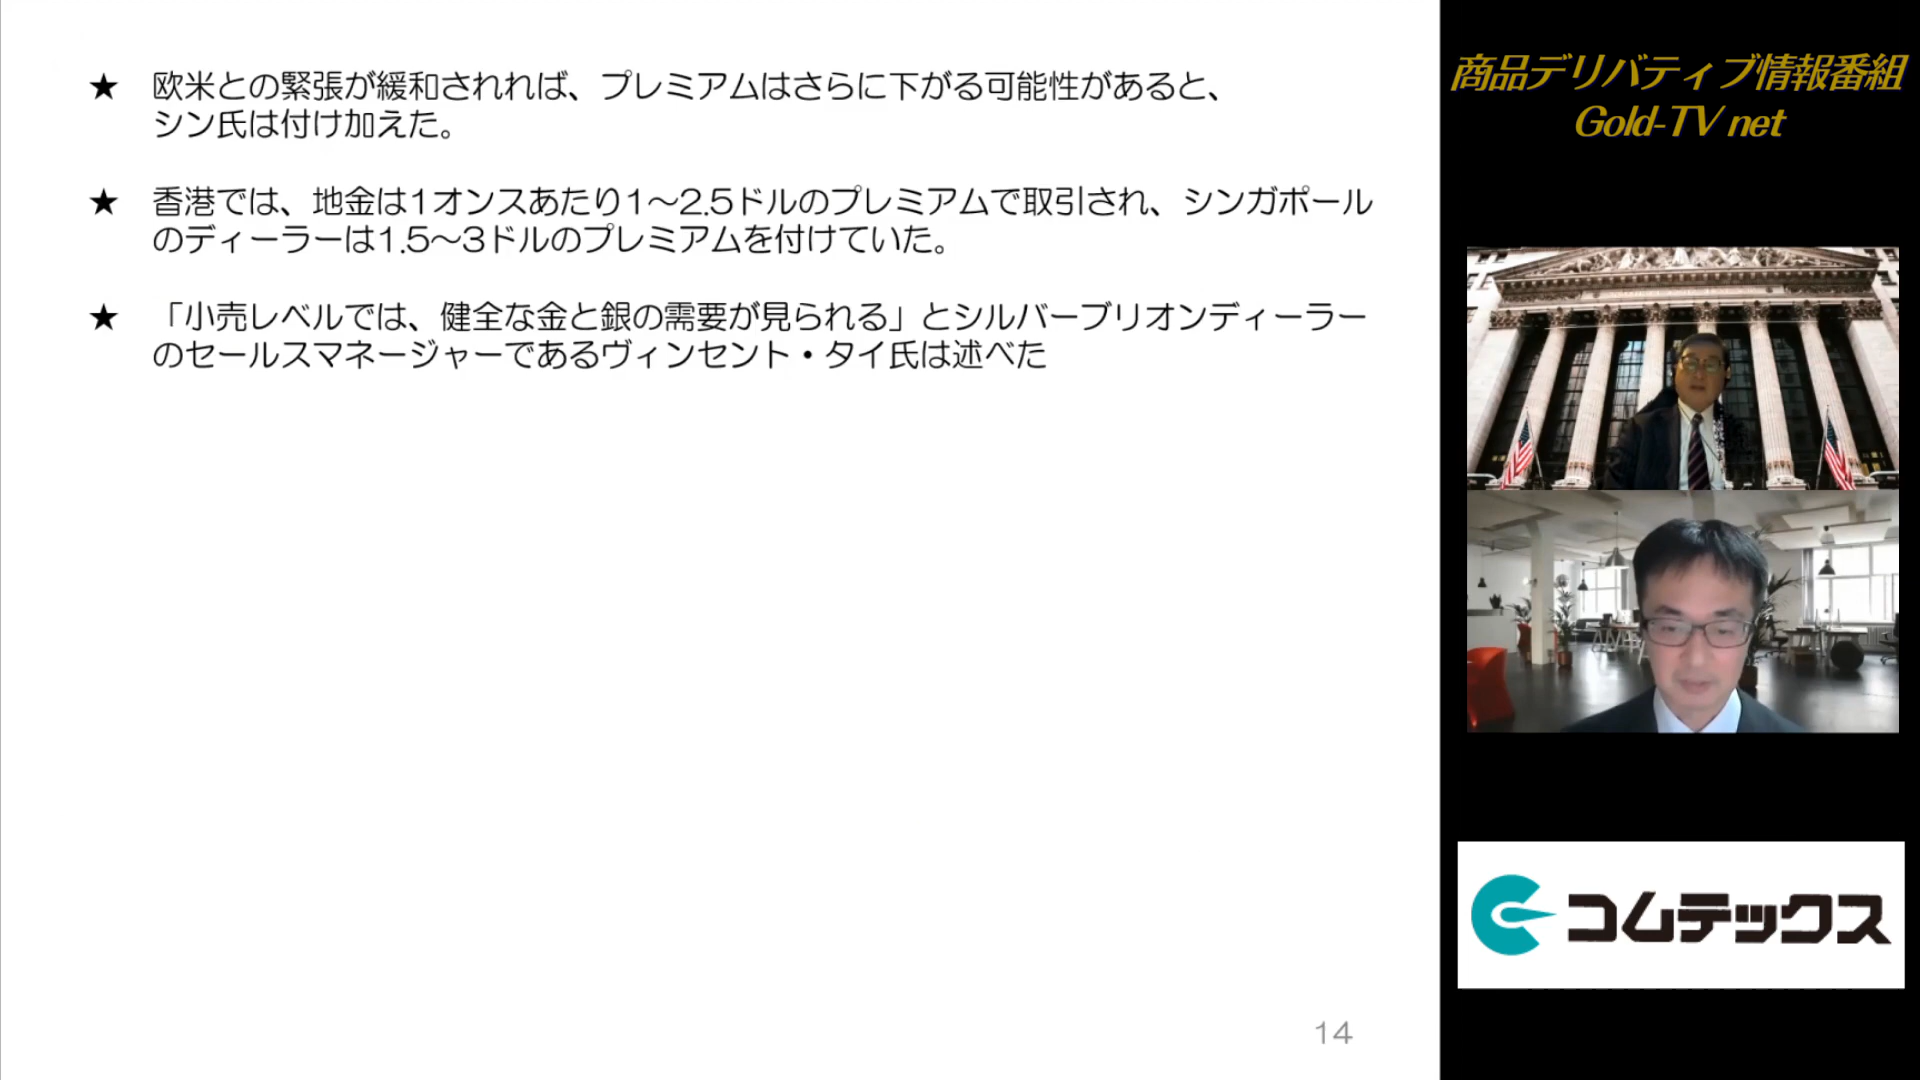 ★ 欧米との緊張が緩和されれば、プレミアムはさらに下がる可能性があると、
シン氏は付け加えた。
★ 香港では、地金は1オンスあたり1～2.5ドルのプレミアムで取引され、シンガポール
のディーラーは1.5～3ドルのプレミアムを付けていた。
★ 「小売レベルでは、健全な金と銀の需要が見られる」とシルバーブリオンディーラー
のセールスマネージャーであるヴィンセント・タイ氏は述べた
14
商品デリバティブ情報番組
Gold-TV net
コムテックス